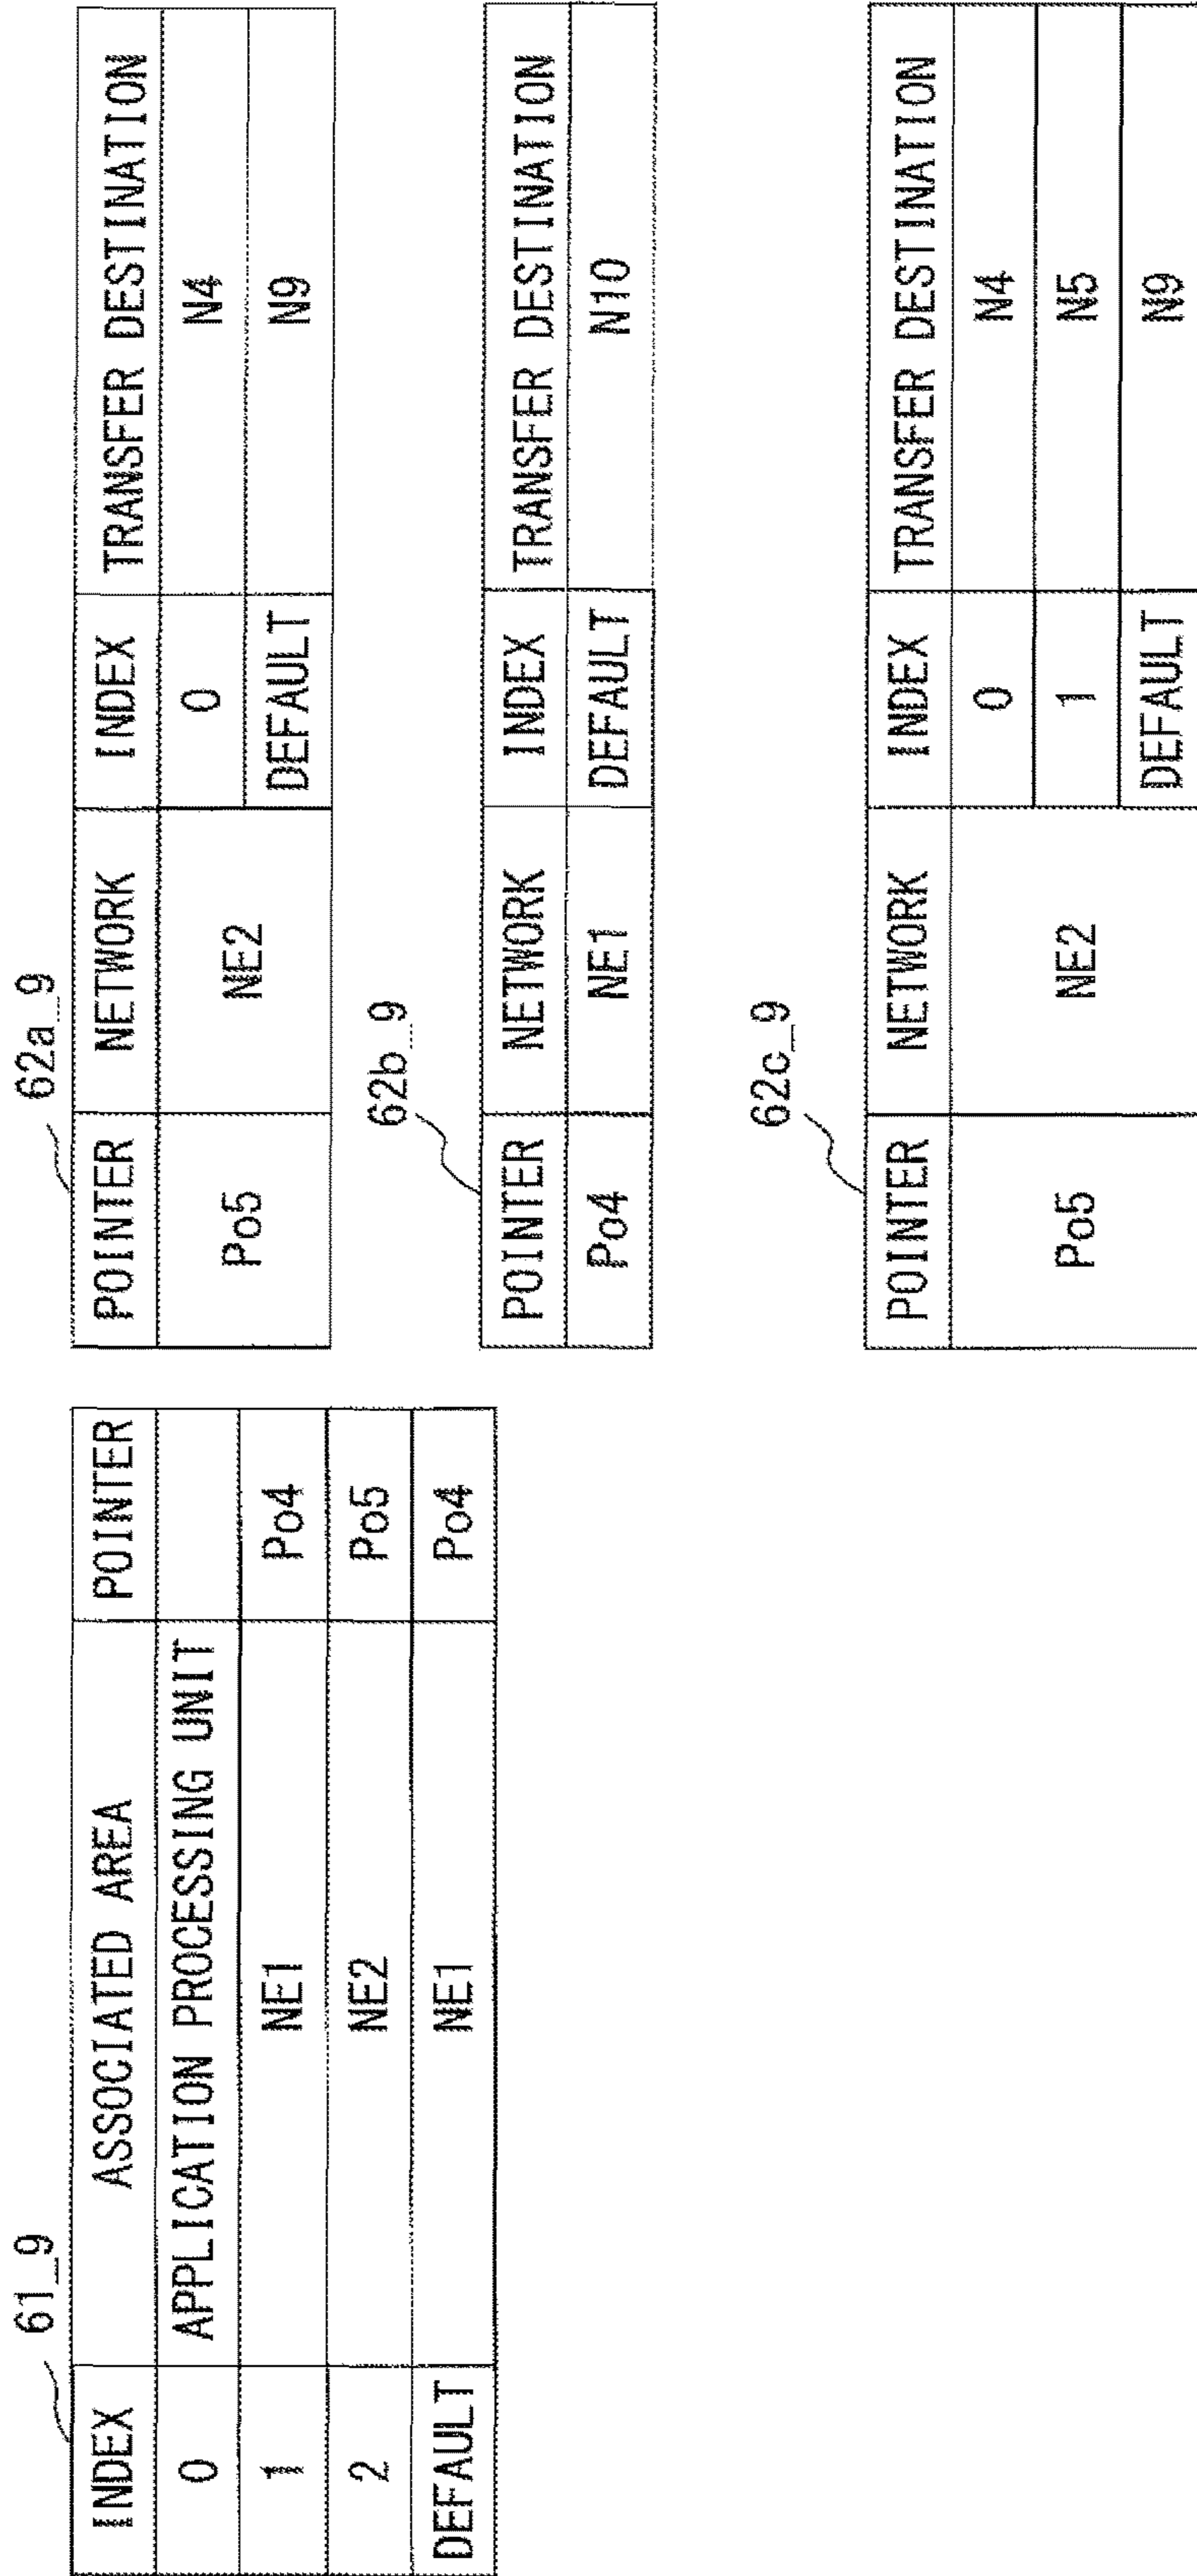 61_9
INDEX ASSOCIATED AREA POINTER
0 APPLICATION PROCESSING UNIT
1 NE1 Po4
2 NE2 Po5
DEFAULT NE1 Po4
62a_9
POINTER NETWORK INDEX TRANSFER DESTINATION
Po5 NE2 0 N4
DEFAULT N9
62b_9
POINTER NETWORK INDEX TRANSFER DESTINATION
Po4 NE1 DEFAULT N10
62c_9
POINTER NETWORK INDEX TRANSFER DESTINATION
0 N4
Po5 NE2 1 N5
DEFAULT N9